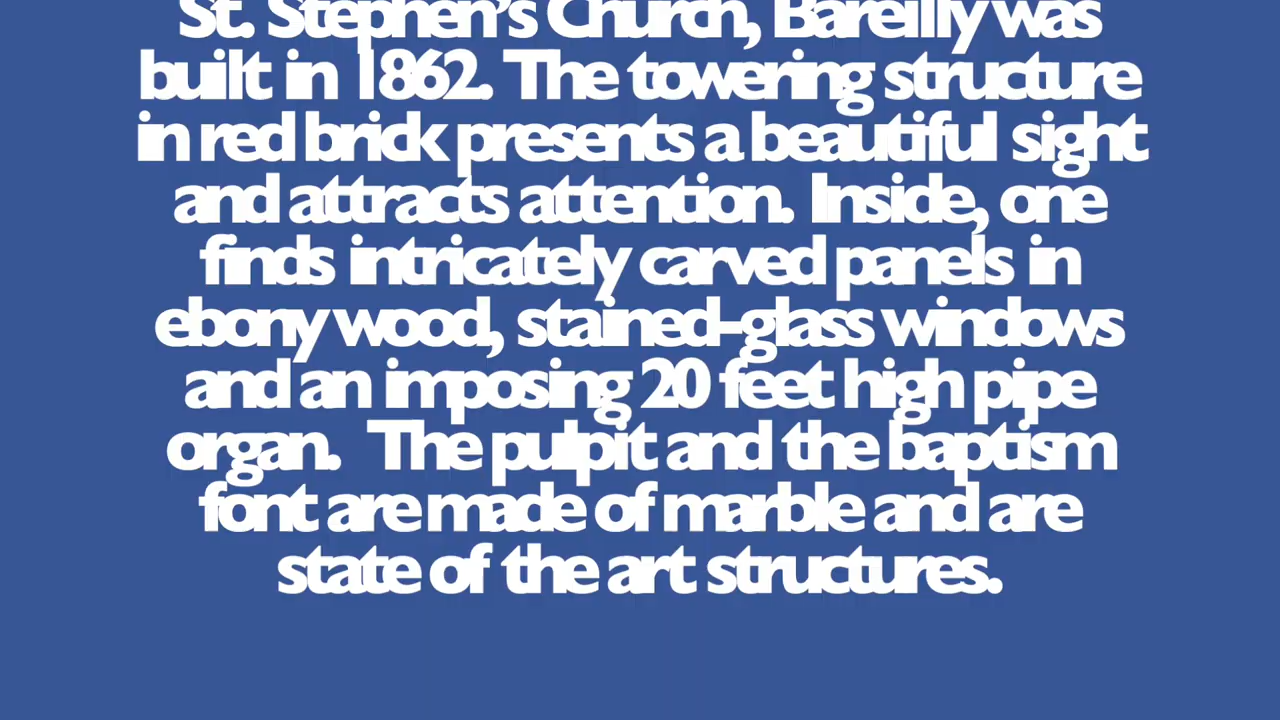 St. Stephen's Church, Bareilly was
built in 1862. The towering structure
in red brick presents a beautiful sight
and attracts attention. Inside, one
finds intricately carved panels in
ebony wood, stained-glass windows
and an imposing 20 feet high pipe
organ. The pulpit and the baptism
font are made of marble and are
state of the art structures.